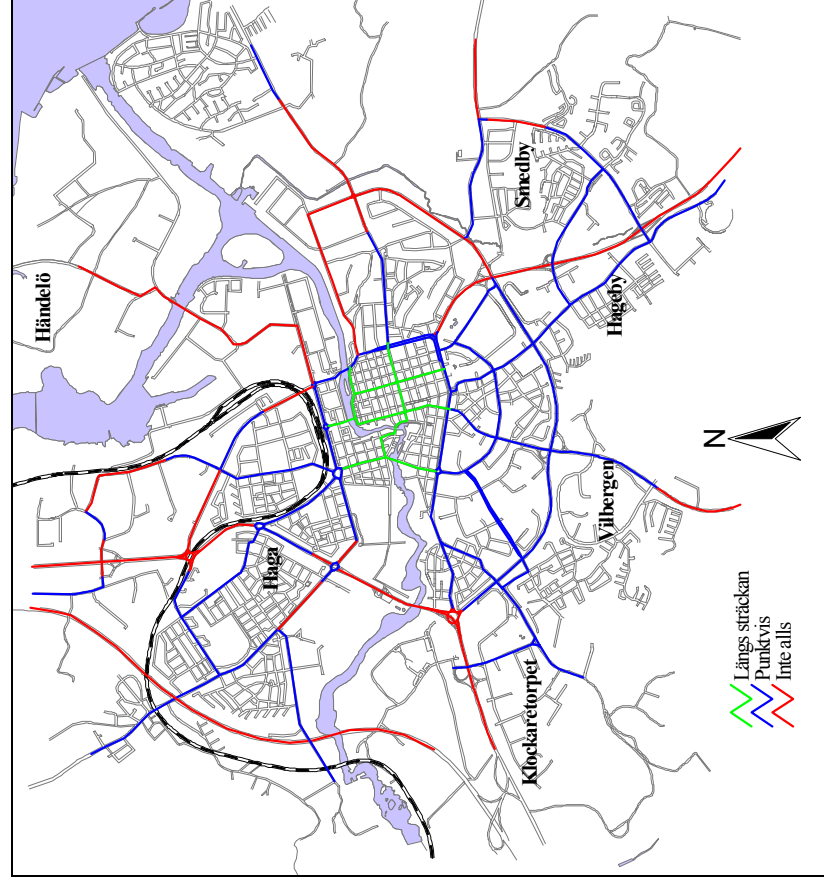 Händelö
Smedby
Hageby
N
Haga
Vilbergen
Klockaretorpet
Längs sträckan
Punktvis
Inte alls